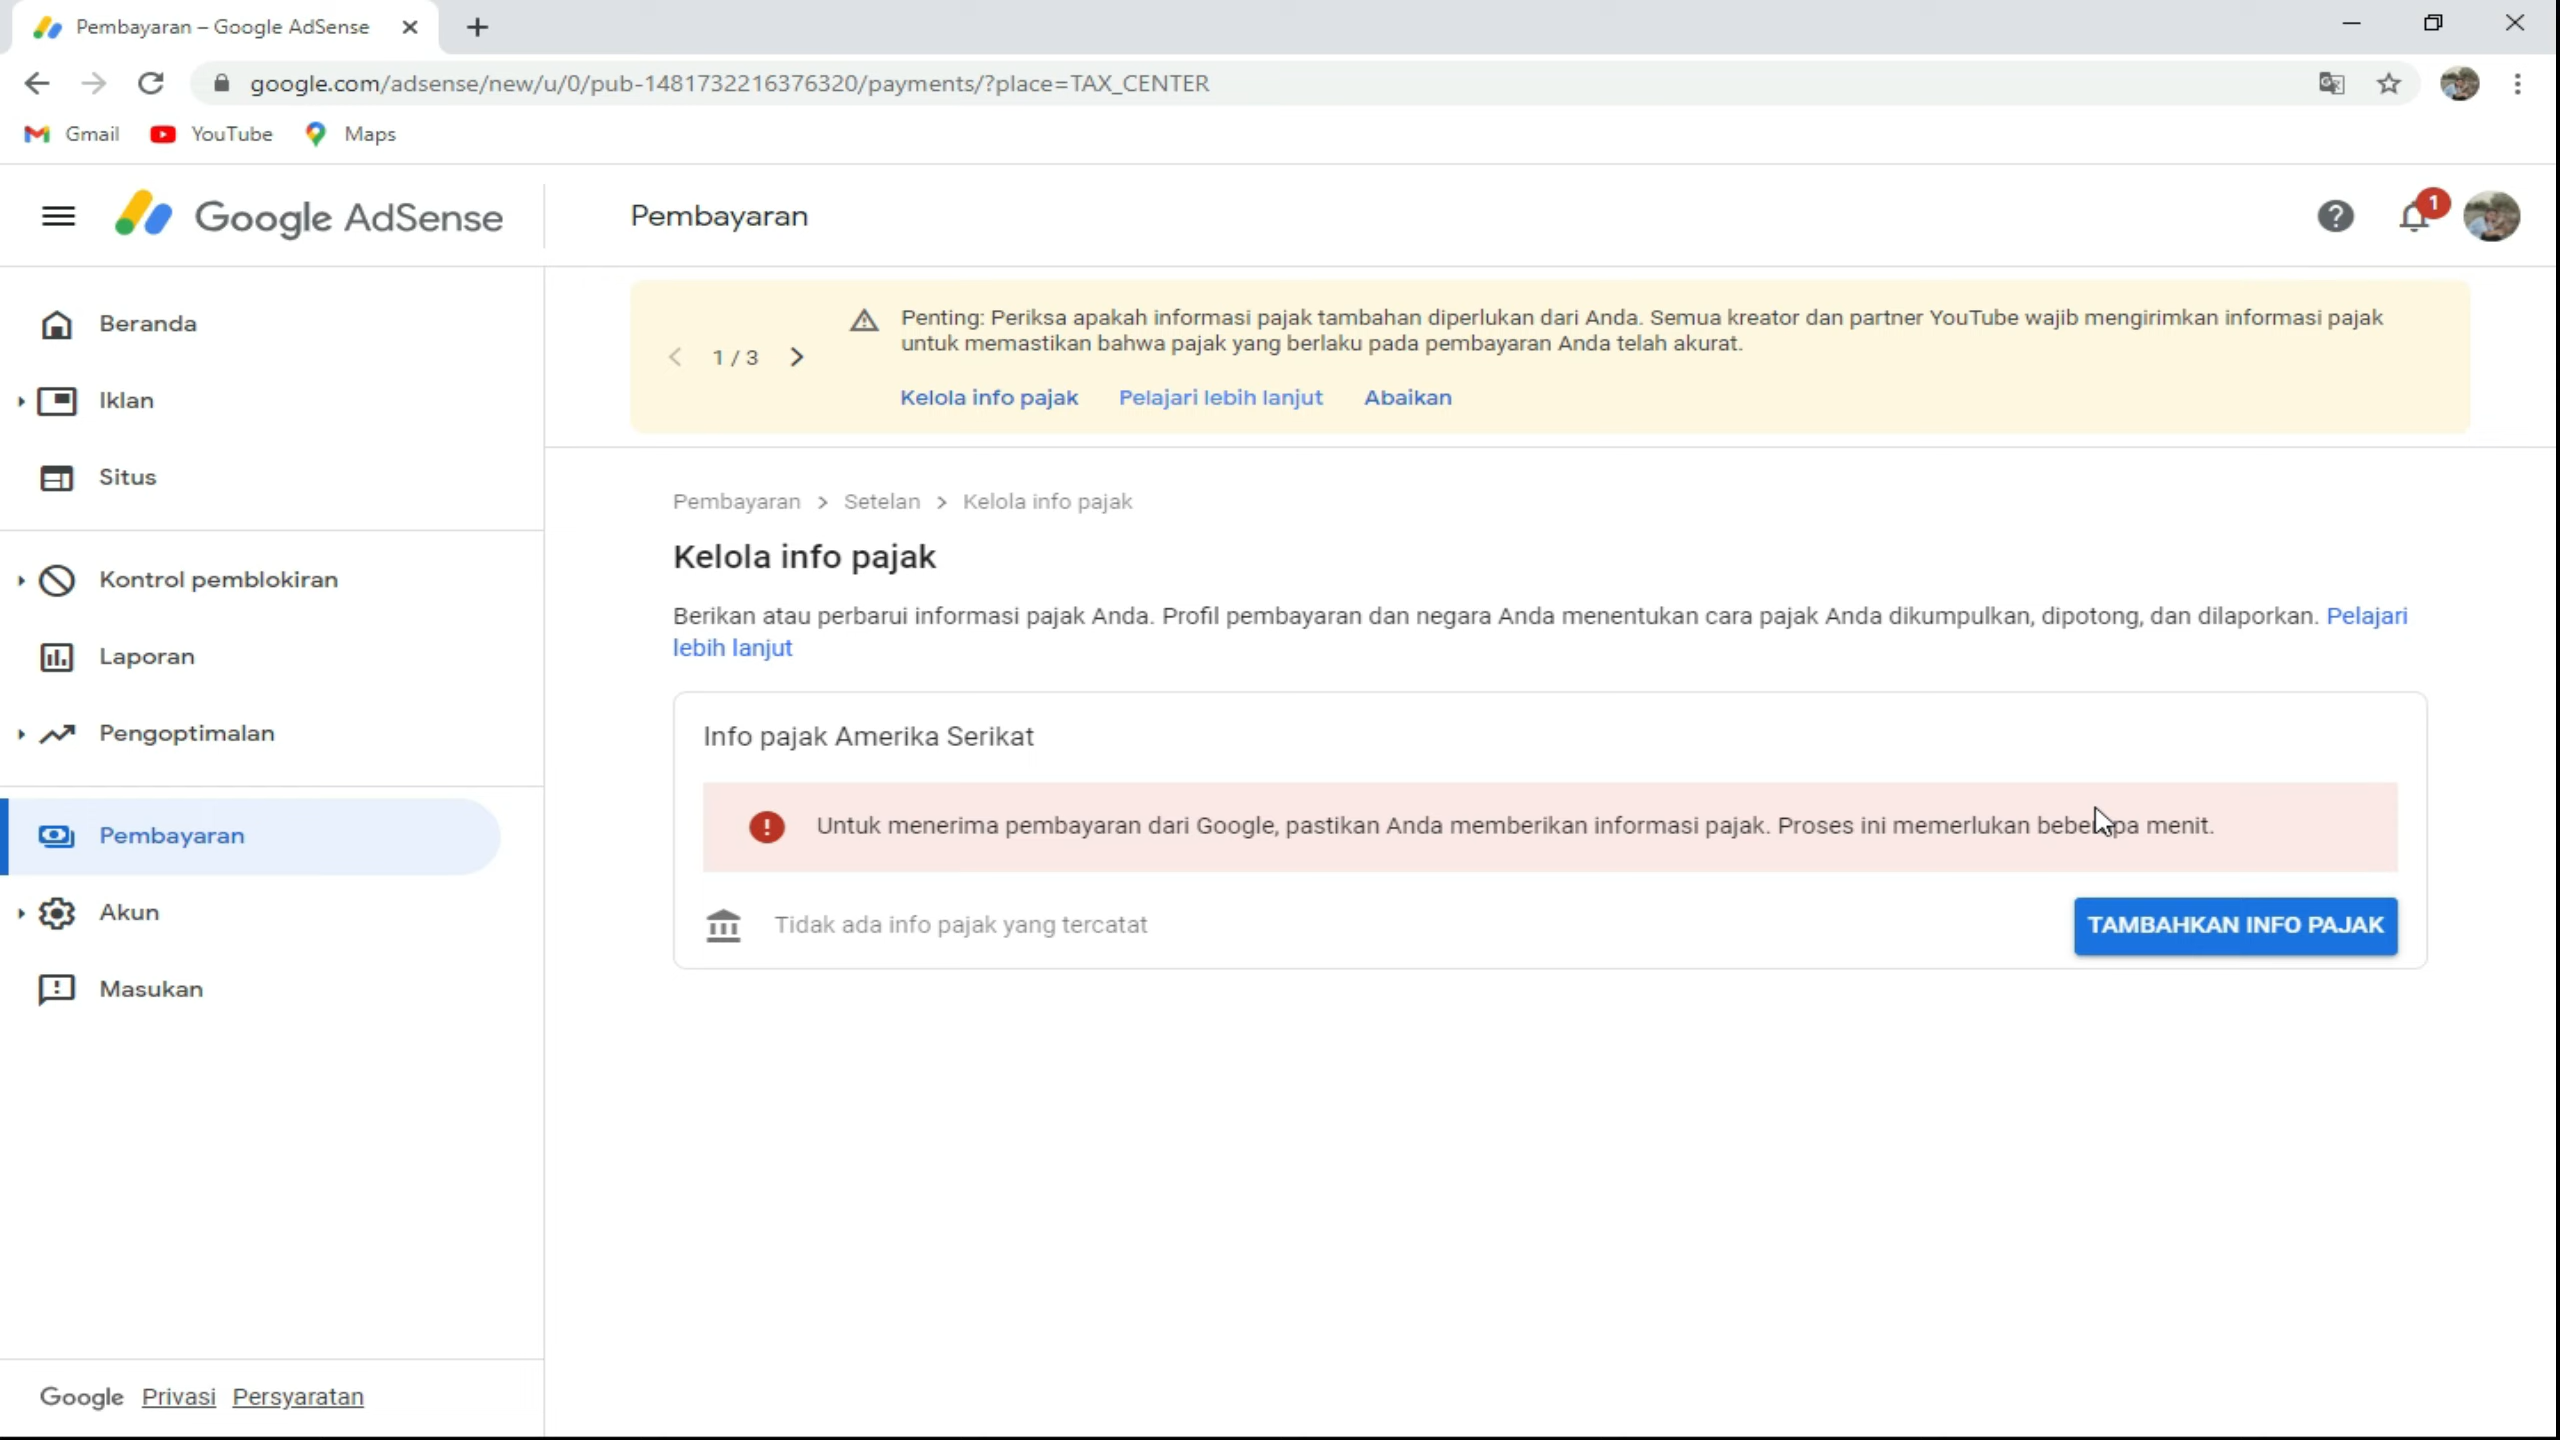 Pembayaran – Google AdSense
google.com/adsense/new/u/0/pub-1481732216376320/payments/?place=TAX_CENTER
Gmail YouTube Maps
Google AdSense
Pembayaran
1
Beranda
Iklan
Situs
Kontrol pemblokiran
Laporan
Pengoptimalan
Pembayaran
Akun
Masukan
Google Privasi Persyaratan
1 / 3
Penting: Periksa apakah informasi pajak tambahan diperlukan dari Anda. Semua kreator dan partner YouTube wajib mengirimkan informasi pajak
untuk memastikan bahwa pajak yang berlaku pada pembayaran Anda telah akurat.
Kelola info pajak Pelajari lebih lanjut Abaikan
Pembayaran > Setelan > Kelola info pajak
Kelola info pajak
Berikan atau perbarui informasi pajak Anda. Profil pembayaran dan negara Anda menentukan cara pajak Anda dikumpulkan, dipotong, dan dilaporkan. Pelajari
lebih lanjut
Info pajak Amerika Serikat
Untuk menerima pembayaran dari Google, pastikan Anda memberikan informasi pajak. Proses ini memerlukan beberapa menit.
Tidak ada info pajak yang tercatat
TAMBAHKAN INFO PAJAK